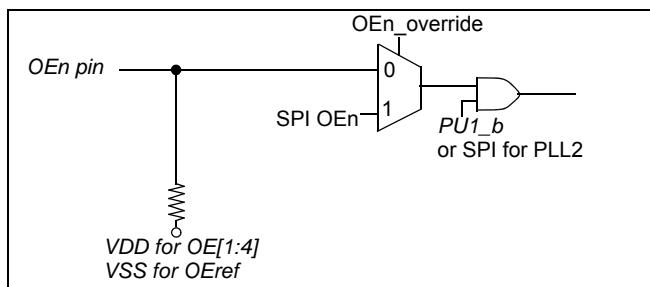 OEn_override
OEn pin
0
1
SPI OEn
PU1_b
or SPI for PLL2
VDD for OE[1:4]
VSS for OEref